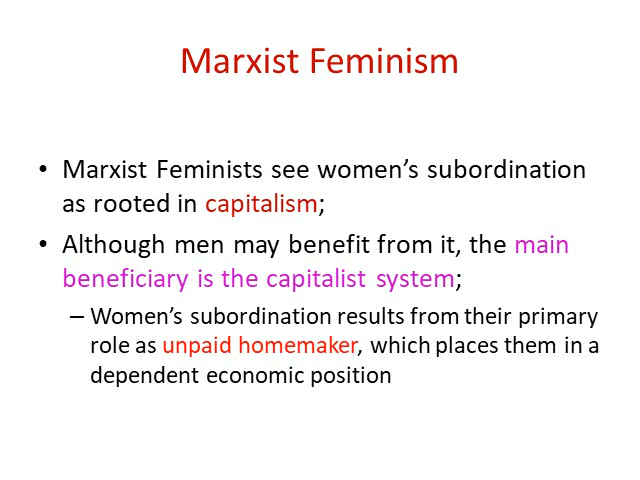 Marxist Feminism
• Marxist Feminists see women’s subordination
as rooted in capitalism;
• Although men may benefit from it, the main
beneficiary is the capitalist system;
– Women’s subordination results from their primary
role as unpaid homemaker, which places them in a
dependent economic position